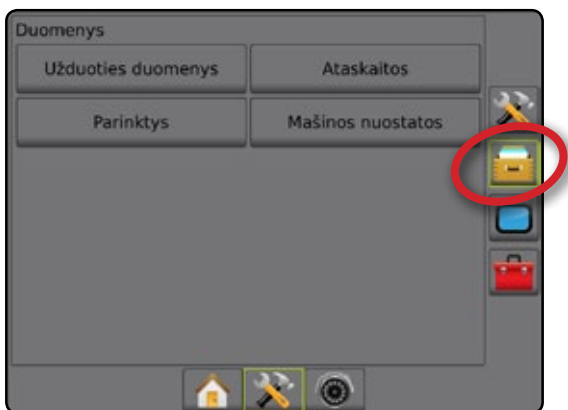 Duomenys
Užduoties duomenys Ataskaitos
Parinktys Mašinos nuostatos